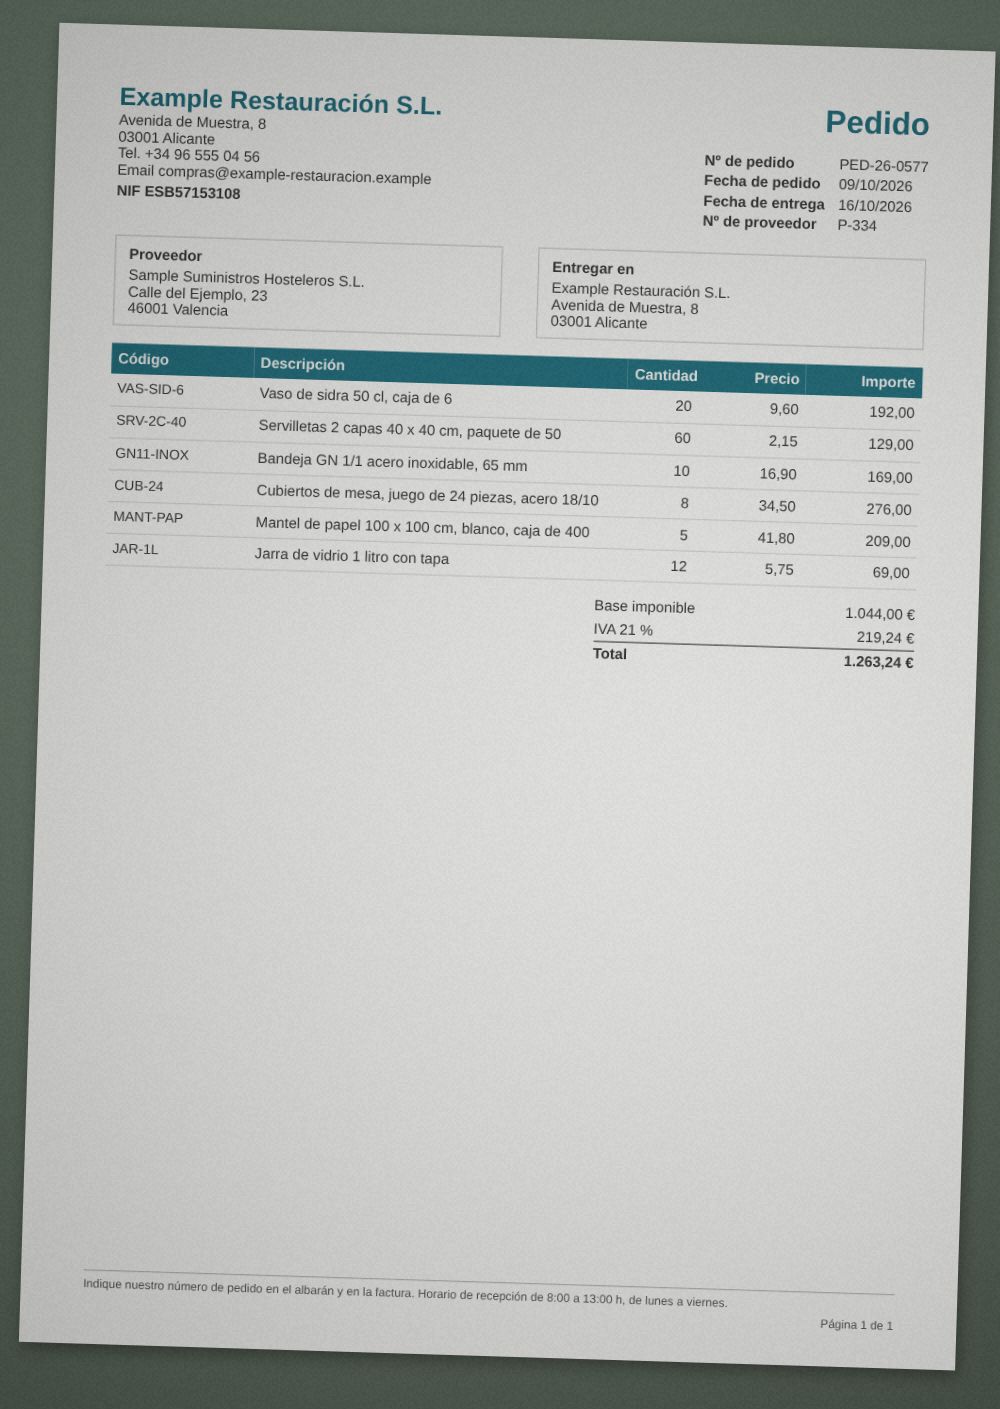 Example Restauración S.L.
Avenida de Muestra, 8
03001 Alicante
Tel. +34 96 555 04 56
Email compras@example-restauracion.example
NIF ESB57153108
Pedido
Nº de pedido PED-26-0577
Fecha de pedido 09/10/2026
Fecha de entrega 16/10/2026
Nº de proveedor P-334
Proveedor
Sample Suministros Hosteleros S.L.
Calle del Ejemplo, 23
46001 Valencia
Entregar en
Example Restauración S.L.
Avenida de Muestra, 8
03001 Alicante
Código Descripción Cantidad Precio Importe
VAS-SID-6 Vaso de sidra 50 cl, caja de 6 20 9,60 192,00
SRV-2C-40 Servilletas 2 capas 40 x 40 cm, paquete de 50 60 2,15 129,00
GN11-INOX Bandeja GN 1/1 acero inoxidable, 65 mm 10 16,90 169,00
CUB-24 Cubiertos de mesa, juego de 24 piezas, acero 18/10 8 34,50 276,00
MANT-PAP Mantel de papel 100 x 100 cm, blanco, caja de 400 5 41,80 209,00
JAR-1L Jarra de vidrio 1 litro con tapa 12 5,75 69,00
Base imponible 1.044,00 €
IVA 21 % 219,24 €
Total 1.263,24 €
Indique nuestro número de pedido en el albarán y en la factura. Horario de recepción de 8:00 a 13:00 h, de lunes a viernes.
Página 1 de 1